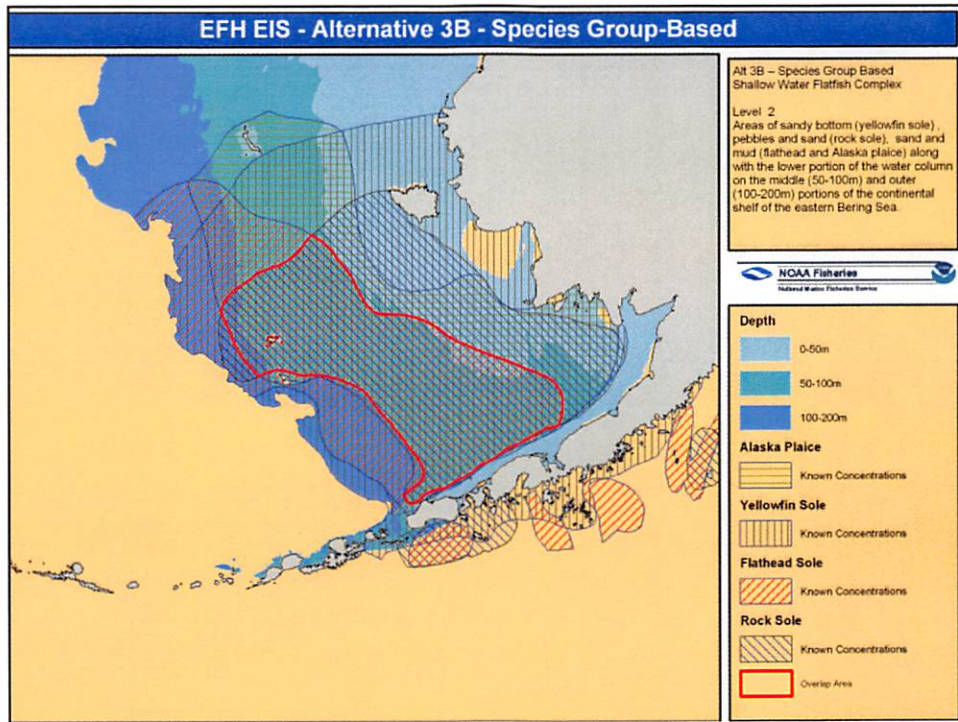 EFH EIS - Alternative 3B - Species Group-Based
Alt 3B – Species Group Based
Shallow Water Flatfish Complex
Level 2
Areas of sandy bottom (yellowfin sole) ,
pebbles and sand (rock sole), sand and
mud (flathead and Alaska plaice) along
with the lower portion of the water column
on the middle (50-100m) and outer
(100-200m) portions of the continental
shelf of the eastern Bering Sea.
NOAA Fisheries
National Marine Fisheries Service
Depth
0-50m
50-100m
100-200m
Alaska Plaice
Known Concentrations
Yellowfin Sole
Known Concentrations
Flathead Sole
Known Concentrations
Rock Sole
Known Concentrations
Overlap Area